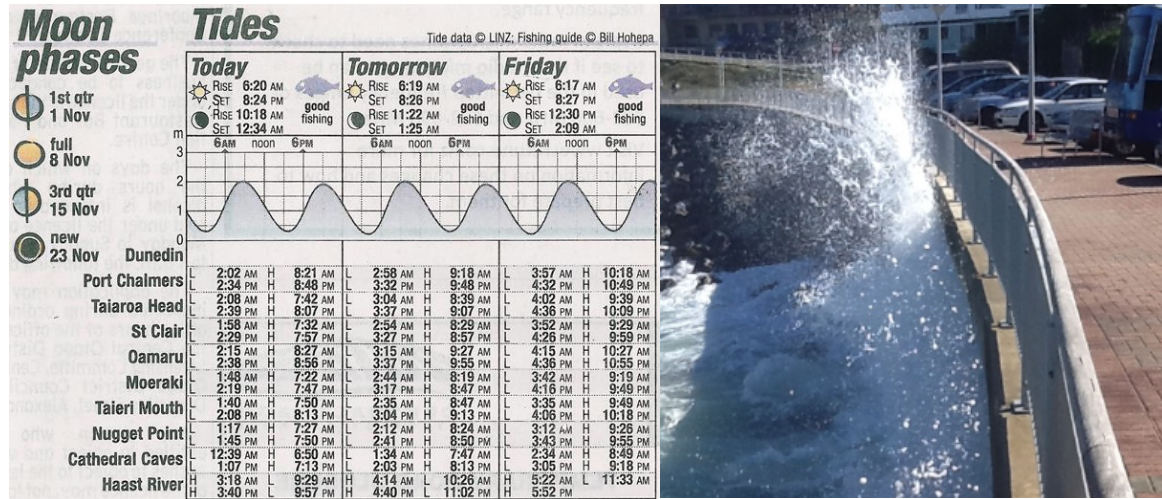 Moon phases
1st qtr
1 Nov
full
8 Nov
3rd qtr
15 Nov
new
23 Nov
Tides
Tide data © LINZ; Fishing guide © Bill Hohepa
Today
RISE 6:20 AM
SET 8:24 PM
RISE 10:18 AM
SET 12:34 AM
good fishing
Tomorrow
RISE 6:19 AM
SET 8:26 PM
RISE 11:22 AM
SET 1:25 AM
good fishing
Friday
RISE 6:17 AM
SET 8:27 PM
RISE 12:30 PM
SET 2:09 AM
good fishing
m 6AM noon 6PM 6AM noon 6PM 6AM noon 6PM
3
2
1
0
Dunedin
Port Chalmers
L 2:02 AM H 8:21 AM L 2:58 AM H 9:18 AM L 3:57 AM H 10:18 AM
L 2:34 PM H 8:48 PM L 3:32 PM H 9:48 PM L 4:32 PM H 10:49 PM
Taiaroa Head
L 2:08 AM H 7:42 AM L 3:04 AM H 8:39 AM L 4:02 AM H 9:39 AM
L 2:39 PM H 8:07 PM L 3:37 PM H 9:07 PM L 4:36 PM H 10:09 PM
St Clair
L 1:58 AM H 7:32 AM L 2:54 AM H 8:29 AM L 3:52 AM H 9:29 AM
L 2:29 PM H 7:57 PM L 3:27 PM H 8:57 PM L 4:26 PM H 9:59 PM
Oamaru
L 2:15 AM H 8:27 AM L 3:15 AM H 9:27 AM L 4:15 AM H 10:27 AM
L 2:38 PM H 8:56 PM L 3:37 PM H 9:55 PM L 4:36 PM H 10:55 PM
Moeraki
L 1:48 AM H 7:22 AM L 2:44 AM H 8:19 AM L 3:42 AM H 9:19 AM
L 2:19 PM H 7:47 PM L 3:17 PM H 8:47 PM L 4:16 PM H 9:49 PM
Taieri Mouth
L 1:40 AM H 7:50 AM L 2:35 AM H 8:47 AM L 3:35 AM H 9:49 AM
L 2:08 PM H 8:13 PM L 3:04 PM H 9:13 PM L 4:06 PM H 10:18 PM
Nugget Point
L 1:17 AM H 7:27 AM L 2:12 AM H 8:24 AM L 3:12 AM H 9:26 AM
L 1:45 PM H 7:50 PM L 2:41 PM H 8:50 PM L 3:43 PM H 9:55 PM
Cathedral Caves
L 12:39 AM H 6:50 AM L 1:34 AM H 7:47 AM L 2:34 AM H 8:49 AM
L 1:07 PM H 7:13 PM L 2:03 PM H 8:13 PM L 3:05 PM H 9:18 PM
Haast River
H 3:18 AM L 9:29 AM H 4:14 AM L 10:26 AM H 5:22 AM L 11:33 AM
H 3:40 PM L 9:57 PM H 4:40 PM L 11:02 PM H 5:52 PM